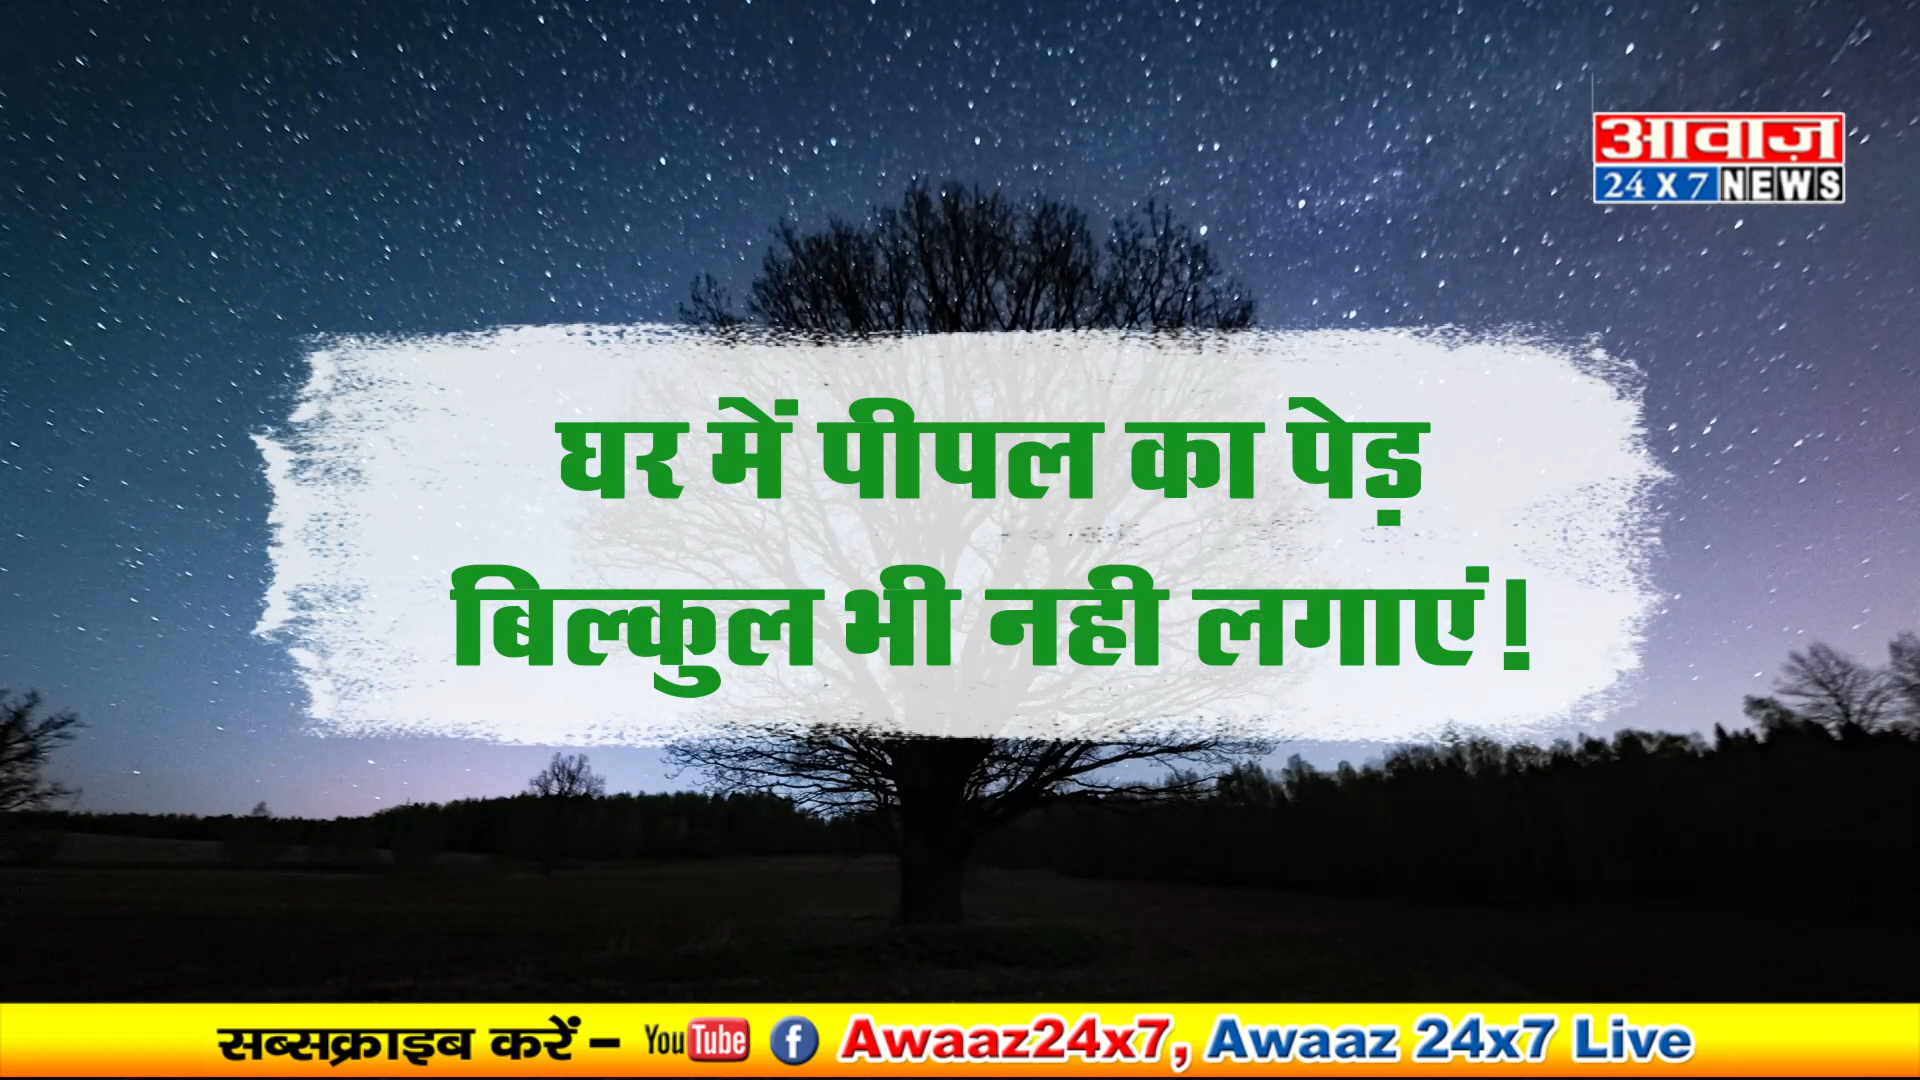 आवाज़
24 X 7 NEWS
घर में पीपल का पेड़
बिल्कुल भी नही लगाएं!
सब्सक्राइब करें – YouTube f Awaaz24x7, Awaaz 24x7 Live